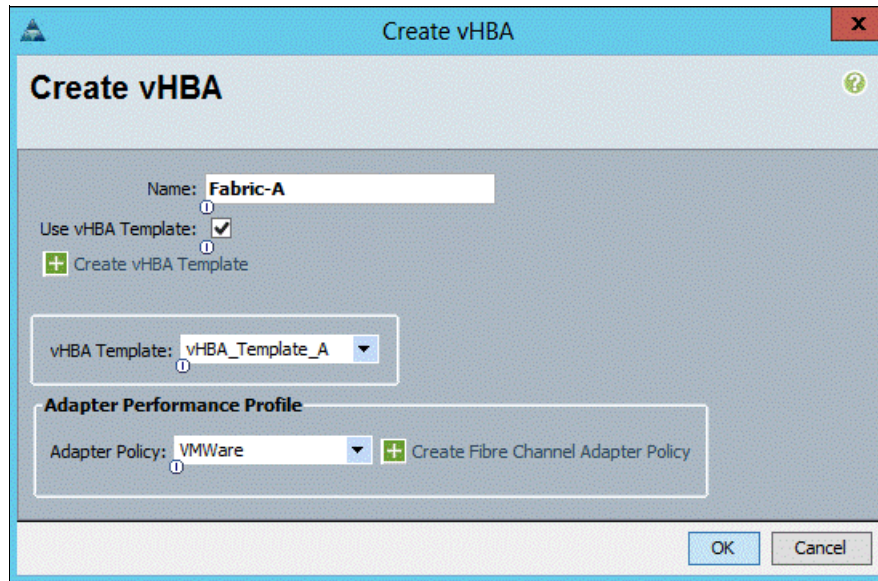 Create vHBA
X
Create vHBA
?
Name: Fabric-A
Use vHBA Template:
Create vHBA Template
vHBA Template: vHBA_Template_A
Adapter Performance Profile
Adapter Policy: VMWare Create Fibre Channel Adapter Policy
OK Cancel